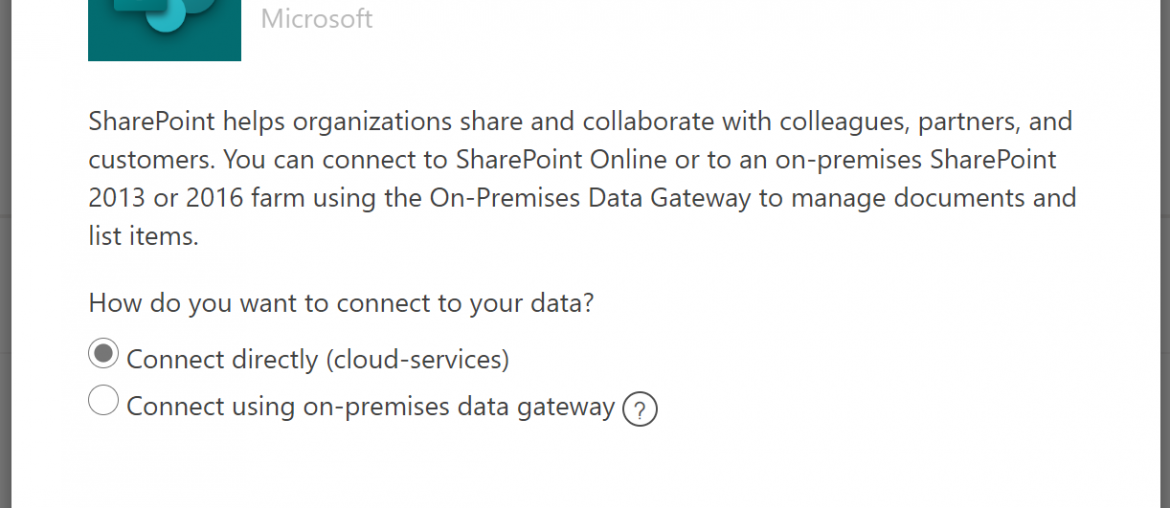 Microsoft
SharePoint helps organizations share and collaborate with colleagues, partners, and
customers. You can connect to SharePoint Online or to an on-premises SharePoint
2013 or 2016 farm using the On-Premises Data Gateway to manage documents and
list items.
How do you want to connect to your data?
Connect directly (cloud-services)
Connect using on-premises data gateway ?